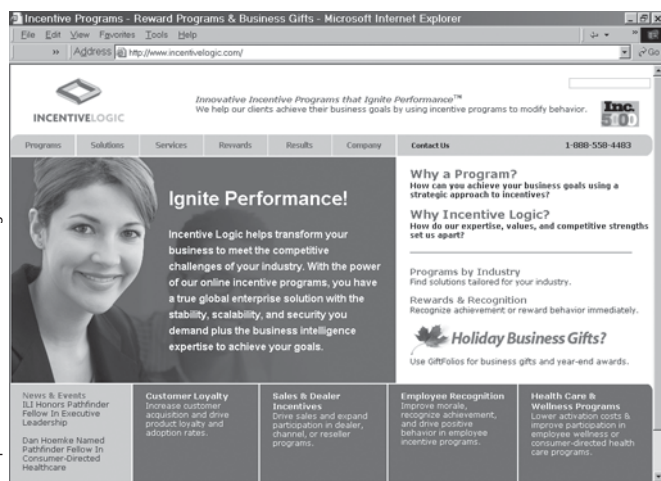 Incentive Programs - Reward Programs & Business Gifts - Microsoft Internet Explorer
File Edit View Favorites Tools Help
» Address http://www.incentivelogic.com/ » Go
INCENTIVELOGIC
Innovative Incentive Programs that Ignite Performance™
We help our clients achieve their business goals by using incentive programs to modify behavior.
Inc.
500
Programs Solutions Services Rewards Results Company Contact Us 1-888-550-4483
Ignite Performance!
Incentive Logic helps transform your
business to meet the competitive
challenges of your industry. With the power
of our online incentive programs, you have
a true global enterprise solution with the
stability, scalability, and security you
demand plus the business intelligence
expertise to achieve your goals.
Why a Program?
How can you achieve your business goals using a
strategic approach to incentives?
Why Incentive Logic?
How do our expertise, values, and competitive strengths
set us apart?
Programs by Industry
Find solutions tailored for your industry.
Rewards & Recognition
Recognize achievement or reward behavior immediately.
Holiday Business Gifts?
Use GiftFolios for business gifts and year-end awards.
News & Events
ILI Honors Pathfinder
Fellow In Executive
Leadership
Dan Hoemke Named
Pathfinder Fellow In
Consumer-Directed
Healthcare
Customer Loyalty
Increase customer
acquisition and drive
product loyalty and
adoption rates.
Sales & Dealer
Incentives
Drive sales and expand
participation in dealer,
channel, or reseller
programs.
Employee Recognition
Improve morale,
recognize achievement,
and drive positive
behavior in employee
incentive programs.
Health Care &
Wellness Programs
Lower activation costs &
improve participation in
employee wellness or
consumer-directed health
care programs.